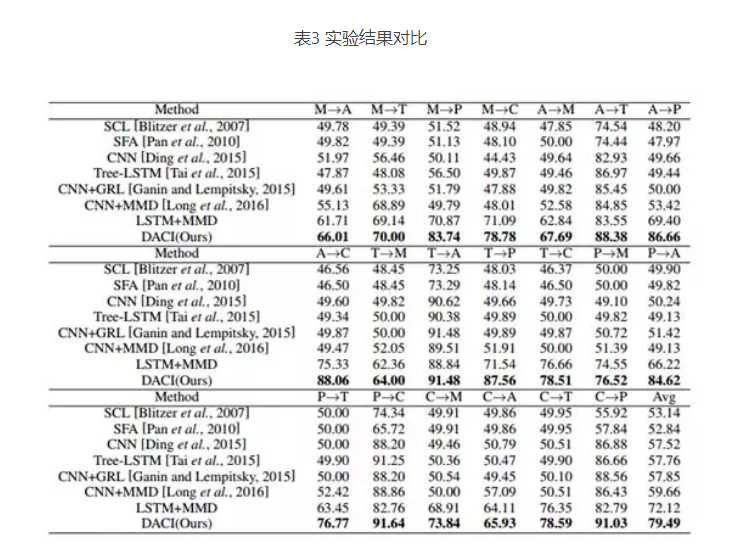 表3 实验结果对比
Method M→A M→T M→P M→C A→M A→T A→P
SCL [Blitzer et al., 2007] 49.78 49.39 51.52 48.94 47.85 74.54 48.20
SFA [Pan et al., 2010] 49.82 49.39 51.13 48.10 50.00 74.44 47.97
CNN [Ding et al., 2015] 51.97 56.46 50.11 44.43 49.64 82.93 49.66
Tree-LSTM [Tai et al., 2015] 47.87 48.08 56.50 49.87 49.46 86.97 49.44
CNN+GRL [Ganin and Lempitsky, 2015] 49.61 53.33 51.79 47.88 49.82 85.45 50.00
CNN+MMD [Long et al., 2016] 55.13 68.89 49.79 48.01 52.58 84.85 53.42
LSTM+MMD 61.71 69.14 70.87 71.09 62.84 83.55 69.40
DACI(Ours) 66.01 70.00 83.74 78.78 67.69 88.38 86.66
Method A→C T→M T→A T→P T→C P→M P→A
SCL [Blitzer et al., 2007] 46.56 48.45 73.25 48.03 46.37 50.00 49.90
SFA [Pan et al., 2010] 46.50 48.45 73.29 48.14 46.50 50.00 49.82
CNN [Ding et al., 2015] 49.60 49.82 90.62 49.66 49.73 49.10 50.24
Tree-LSTM [Tai et al., 2015] 49.34 50.00 90.38 49.89 50.00 49.82 49.13
CNN+GRL [Ganin and Lempitsky, 2015] 49.87 50.00 91.48 49.89 49.87 50.72 51.42
CNN+MMD [Long et al., 2016] 49.47 52.05 89.51 51.91 50.00 51.39 49.13
LSTM+MMD 75.33 62.36 88.84 71.54 76.66 74.55 66.22
DACI(Ours) 88.06 64.00 91.48 87.56 78.51 76.52 84.62
Method P→T P→C C→M C→A C→T C→P Avg
SCL [Blitzer et al., 2007] 50.00 74.34 49.91 49.86 49.95 55.92 53.14
SFA [Pan et al., 2010] 50.00 65.72 49.91 49.86 49.95 57.84 52.84
CNN [Ding et al., 2015] 50.00 88.20 49.46 50.79 50.51 86.88 57.52
Tree-LSTM [Tai et al., 2015] 49.90 91.25 50.36 50.47 49.90 86.66 57.76
CNN+GRL [Ganin and Lempitsky, 2015] 50.00 88.20 50.54 49.45 50.10 88.56 57.85
CNN+MMD [Long et al., 2016] 52.42 88.86 50.00 57.09 50.51 86.43 59.66
LSTM+MMD 63.45 82.76 68.91 64.11 76.35 82.79 72.12
DACI(Ours) 76.77 91.64 73.84 65.93 78.59 91.03 79.49